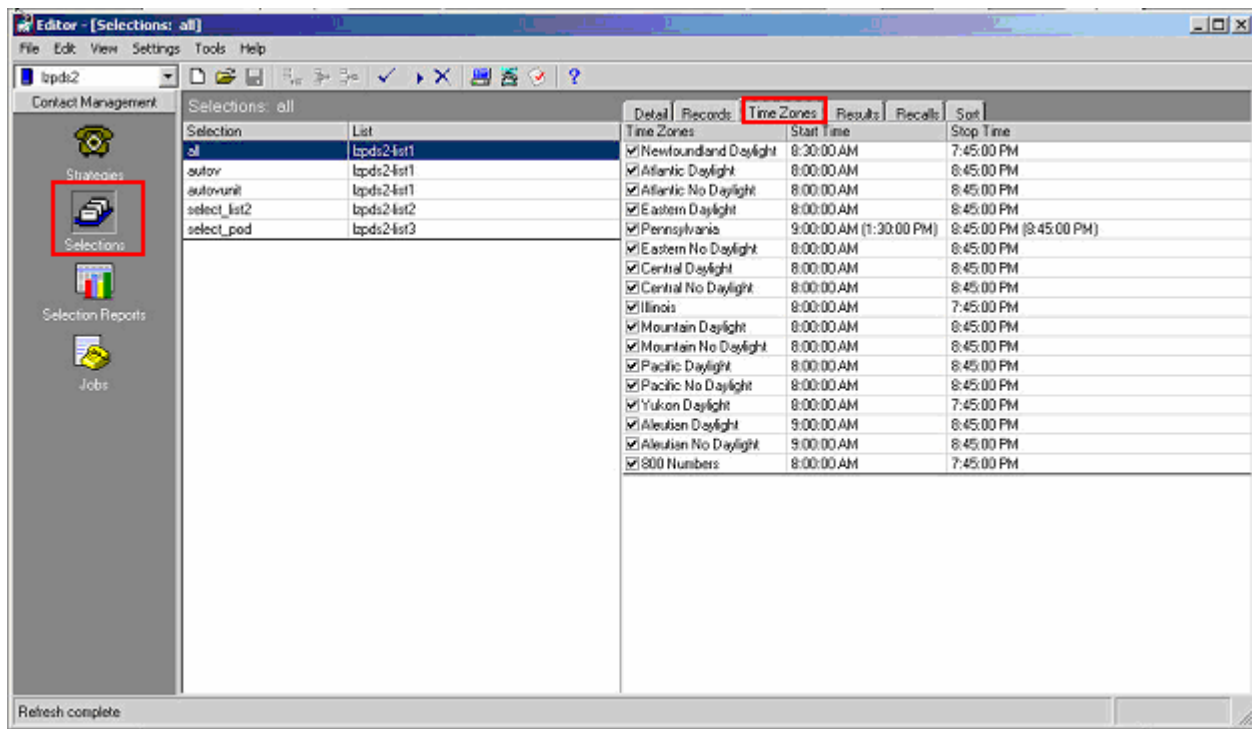 Editor - [Selections: all]
File Edit View Settings Tools Help
lzpds2
Contact Management
Strategies
Selections
Selection Reports
Jobs
Selections: all
Selection List
all lzpds2-list1
autov lzpds2-list1
autovunit lzpds2-list1
select_list2 lzpds2-list2
select_pod lzpds2-list3
Detail Records Time Zones Results Recalls Sort
Time Zones Start Time Stop Time
Newfoundland Daylight 8:30:00 AM 7:45:00 PM
Atlantic Daylight 8:00:00 AM 8:45:00 PM
Atlantic No Daylight 8:00:00 AM 8:45:00 PM
Eastern Daylight 8:00:00 AM 8:45:00 PM
Pennsylvania 9:00:00 AM (1:30:00 PM) 8:45:00 PM (8:45:00 PM)
Eastern No Daylight 8:00:00 AM 8:45:00 PM
Central Daylight 8:00:00 AM 8:45:00 PM
Central No Daylight 8:00:00 AM 8:45:00 PM
Illinois 8:00:00 AM 7:45:00 PM
Mountain Daylight 8:00:00 AM 8:45:00 PM
Mountain No Daylight 8:00:00 AM 8:45:00 PM
Pacific Daylight 8:00:00 AM 8:45:00 PM
Pacific No Daylight 8:00:00 AM 8:45:00 PM
Yukon Daylight 8:00:00 AM 7:45:00 PM
Aleutian Daylight 9:00:00 AM 8:45:00 PM
Aleutian No Daylight 9:00:00 AM 8:45:00 PM
800 Numbers 8:00:00 AM 7:45:00 PM
Refresh complete